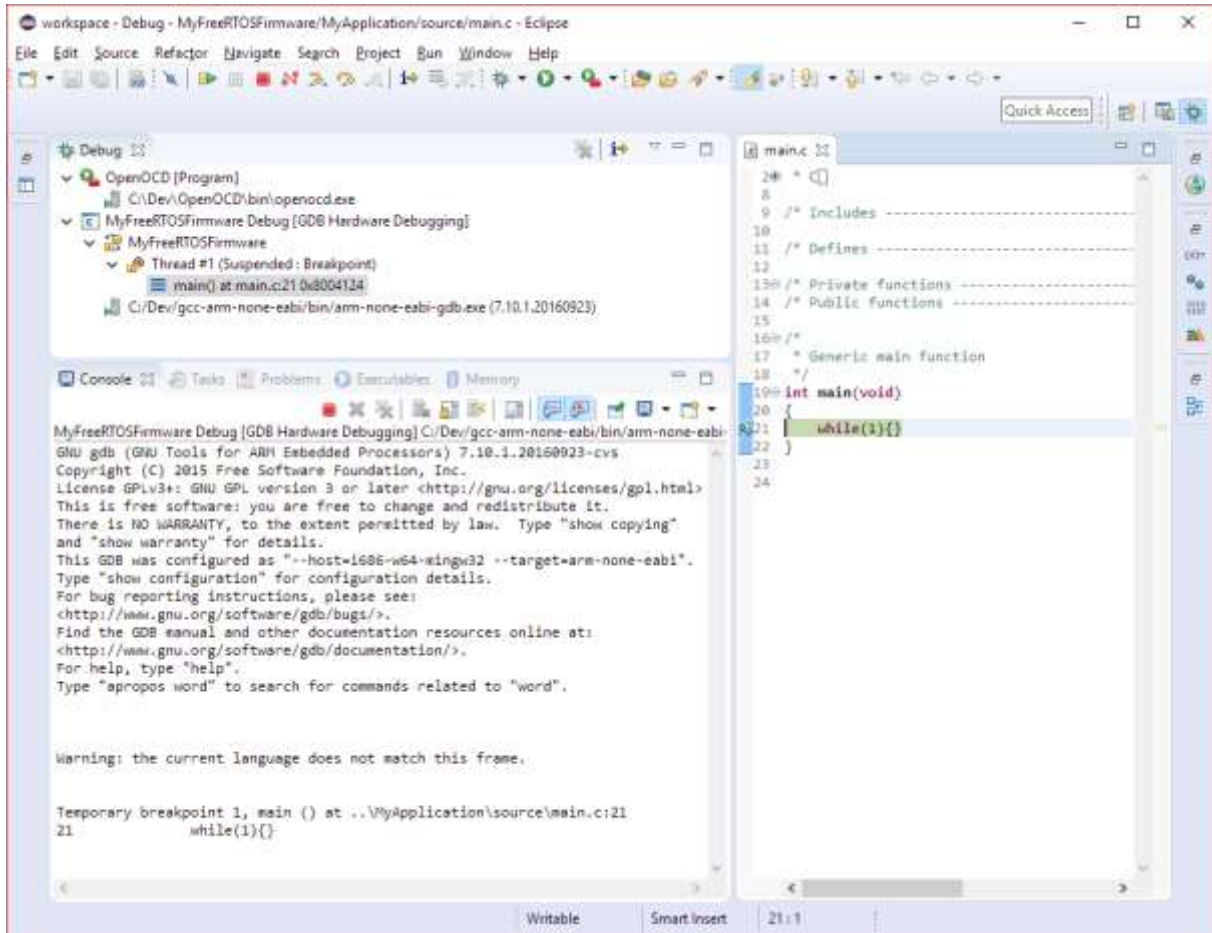 workspace - Debug - MyFreeRTOSFirmware/MyApplication/source/main.c - Eclipse
File Edit Source Refactor Navigate Search Project Run Window Help
Quick Access
Debug
OpenOCD [Program]
C:\Dev\OpenOCD\bin\openocd.exe
MyFreeRTOSFirmware Debug [GDB Hardware Debugging]
MyFreeRTOSFirmware
Thread #1 (Suspended : Breakpoint)
main() at main.c:21 0x8004124
C:/Dev/gcc-arm-none-eabi/bin/arm-none-eabi-gdb.exe (7.10.1.20160923)
Console Tasks Problems Executables Memory
MyFreeRTOSFirmware Debug [GDB Hardware Debugging] C:/Dev/gcc-arm-none-eabi/bin/arm-none-eabi-
GNU gdb (GNU Tools for ARM Embedded Processors) 7.10.1.20160923-cvs
Copyright (C) 2015 Free Software Foundation, Inc.
License GPLv3+: GNU GPL version 3 or later <http://gnu.org/licenses/gpl.html>
This is free software: you are free to change and redistribute it.
There is NO WARRANTY, to the extent permitted by law.  Type "show copying"
and "show warranty" for details.
This GDB was configured as "--host=i686-w64-mingw32 --target=arm-none-eabi".
Type "show configuration" for configuration details.
For bug reporting instructions, please see:
<http://www.gnu.org/software/gdb/bugs/>.
Find the GDB manual and other documentation resources online at:
<http://www.gnu.org/software/gdb/documentation/>.
For help, type "help".
Type "apropos word" to search for commands related to "word".
Warning: the current language does not match this frame.
Temporary breakpoint 1, main () at ..\MyApplication\source\main.c:21
21 while(1){}
main.c
2 *
8
9 /* Includes ----------------------------------
10
11 /* Defines -----------------------------------
12
13 /* Private functions -------------------------
14 /* Public functions --------------------------
15
16 /*
17 * Generic main function
18 */
19 int main(void)
20 {
21 while(1){}
22 }
23
24
Writable Smart Insert 21 : 1